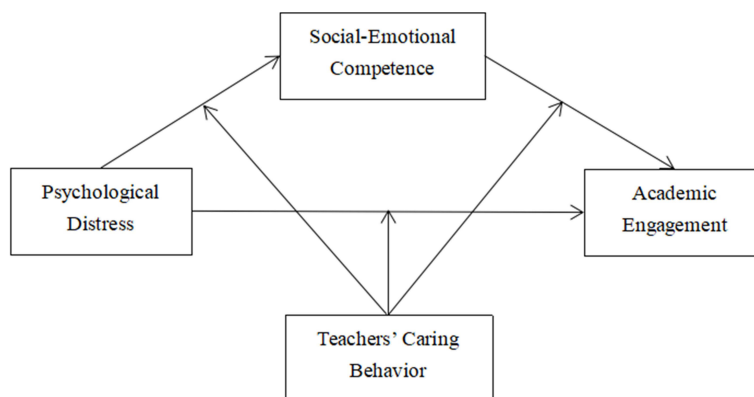 Social-Emotional
Competence
Psychological
Distress
Academic
Engagement
Teachers’ Caring
Behavior